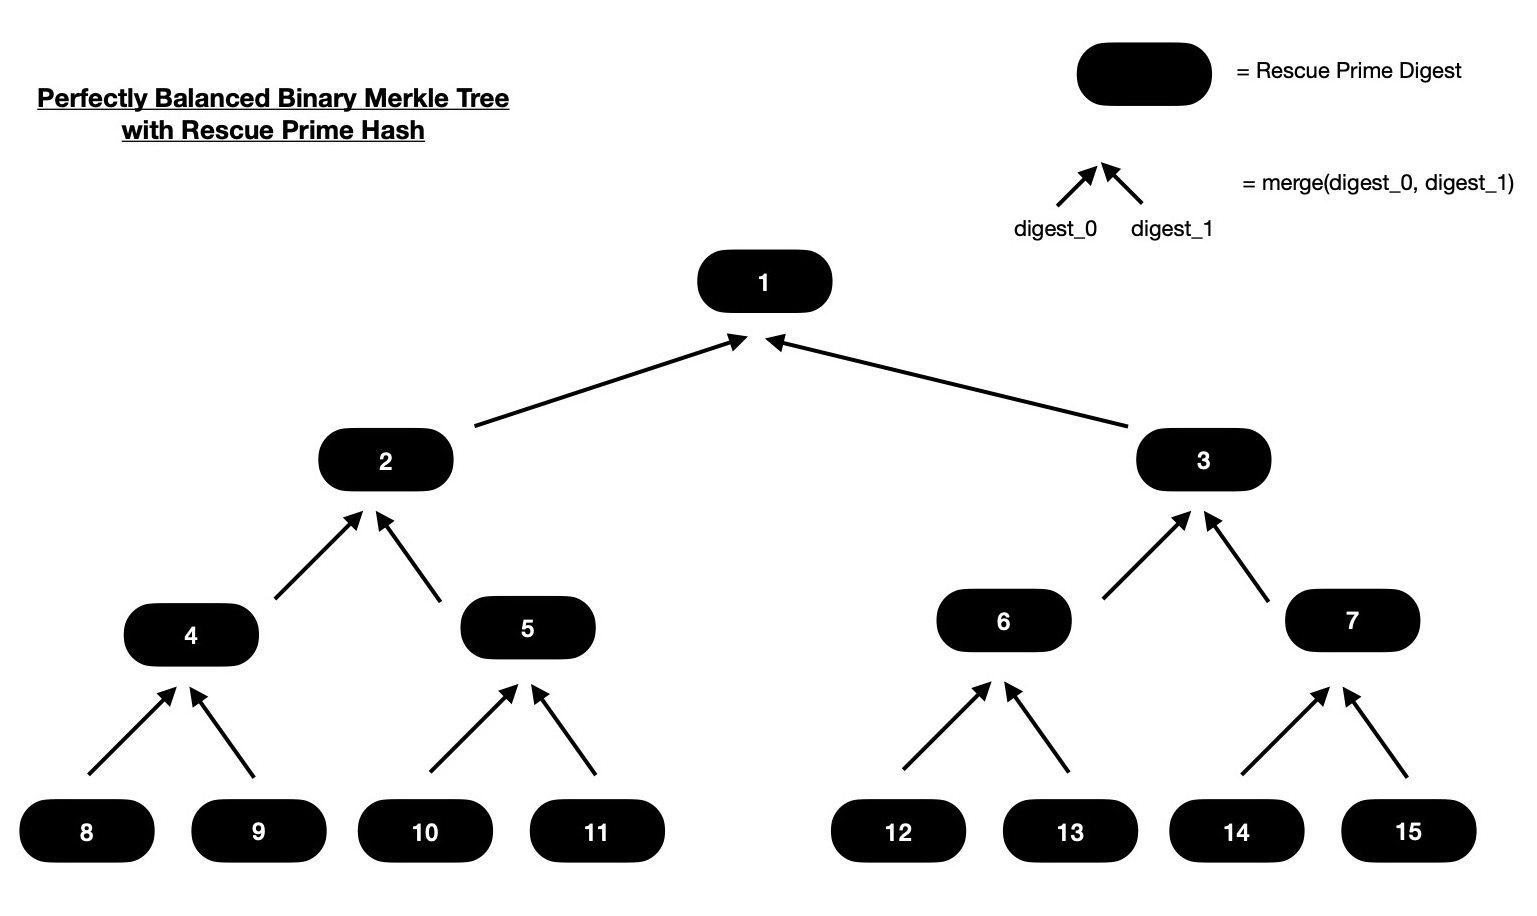 Perfectly Balanced Binary Merkle Tree
with Rescue Prime Hash
= Rescue Prime Digest
= merge(digest_0, digest_1)
digest_0 digest_1
1
2 3
4 5 6 7
8 9 10 11 12 13 14 15